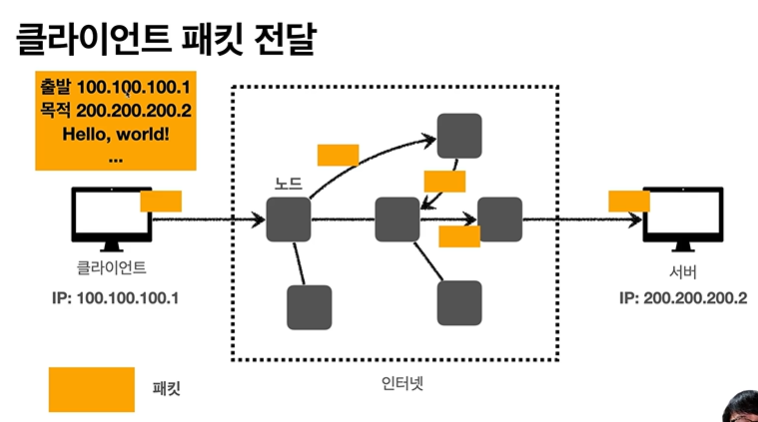 클라이언트 패킷 전달
출발 100.100.100.1
목적 200.200.200.2
Hello, world!
...
노드
클라이언트
IP: 100.100.100.1
서버
IP: 200.200.200.2
인터넷
패킷